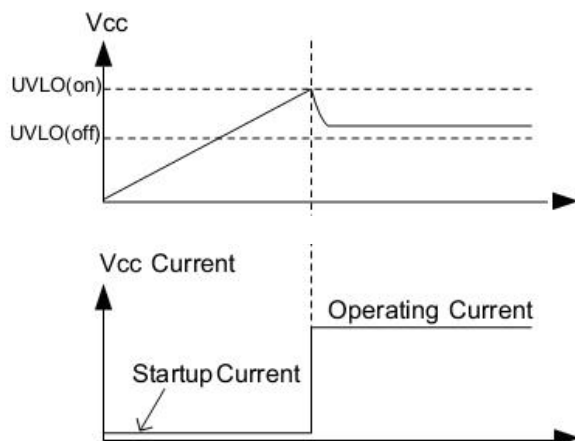 Vcc
UVLO(on)
UVLO(off)
Vcc Current
Operating Current
Startup Current